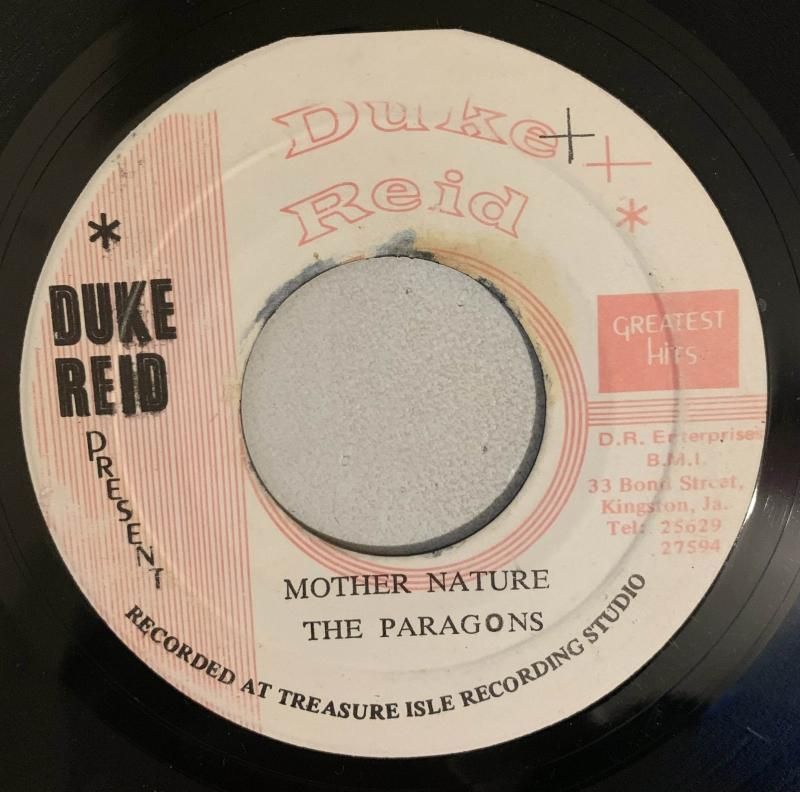 Duke
Reid
DUKE
REID
PRESENT
GREATEST
HITS
D.R. Enterprises
B.M.I.
33 Bond Street,
Kingston, Ja.
Tel: 25629
27594
MOTHER NATURE
THE PARAGONS
RECORDED AT TREASURE ISLE RECORDING STUDIO